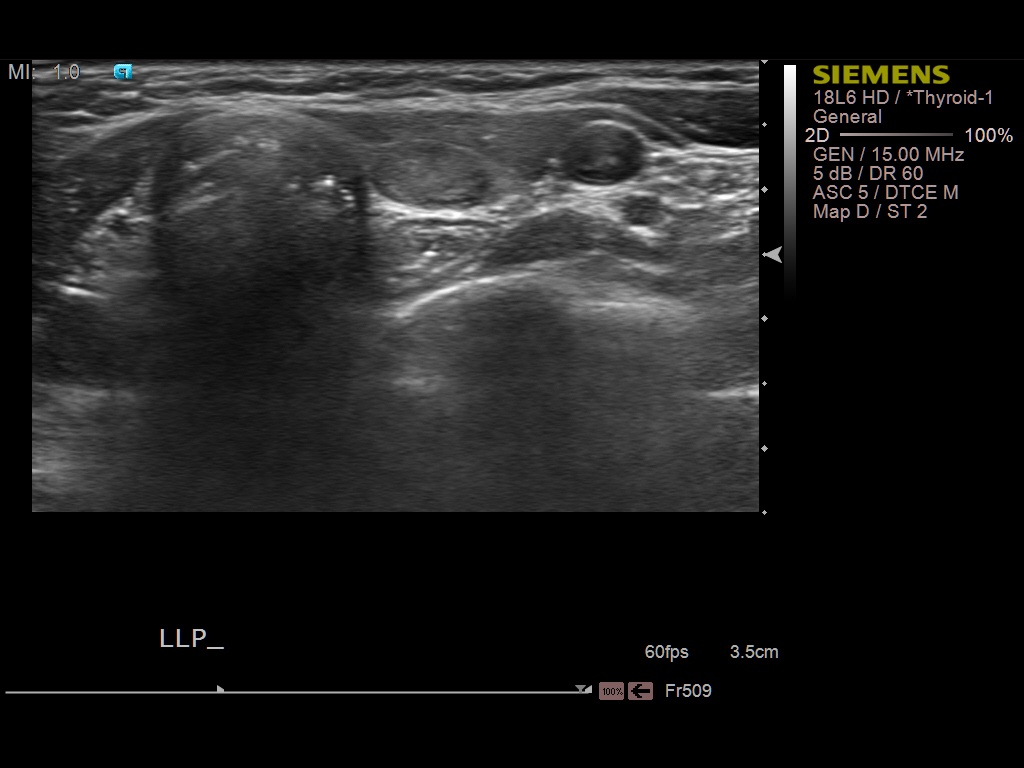 MI: 1.0
SIEMENS
18L6 HD / *Thyroid-1
General
2D 100%
GEN / 15.00 MHz
5 dB / DR 60
ASC 5 / DTCE M
Map D / ST 2
LLP_
60fps 3.5cm
100% Fr509